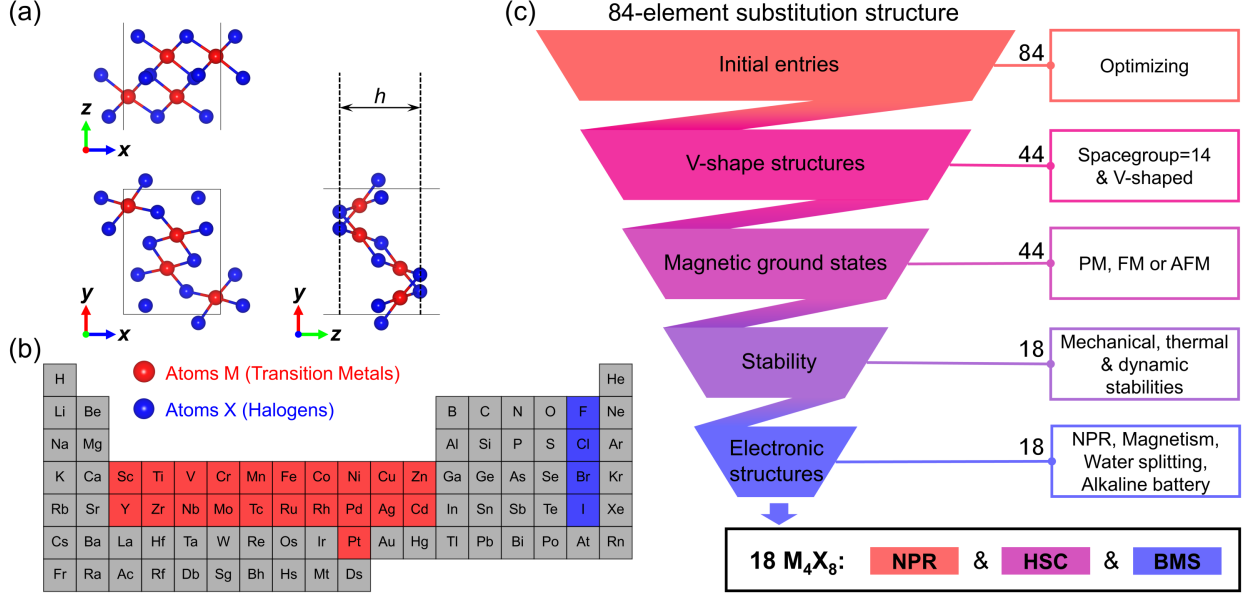 (a)
z
x
h
y
x
y
z
(b)
Atoms M (Transition Metals)
Atoms X (Halogens)
H He
Li Be B C N O F Ne
Na Mg Al Si P S Cl Ar
K Ca Sc Ti V Cr Mn Fe Co Ni Cu Zn Ga Ge As Se Br Kr
Rb Sr Y Zr Nb Mo Tc Ru Rh Pd Ag Cd In Sn Sb Te I Xe
Cs Ba La Hf Ta W Re Os Ir Pt Au Hg Tl Pb Bi Po At Rn
Fr Ra Ac Rf Db Sg Bh Hs Mt Ds
(c)
84-element substitution structure
Initial entries
84
Optimizing
V-shape structures
44
Spacegroup=14
& V-shaped
Magnetic ground states
44
PM, FM or AFM
Stability
18
Mechanical, thermal
& dynamic
stabilities
Electronic
structures
18
NPR, Magnetism,
Water splitting,
Alkaline battery
18 M₄X₈: NPR & HSC & BMS